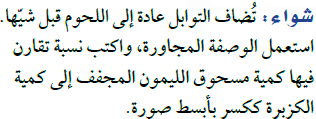 شواء: تُضاف التوابل عادة إلى اللحوم قبل شيّها.
استعمل الوصفة المجاورة، واكتب نسبة تقارن
فيها كمية مسحوق الليمون المجفف إلى كمية
الكزبرة ككسر بأبسط صورة.